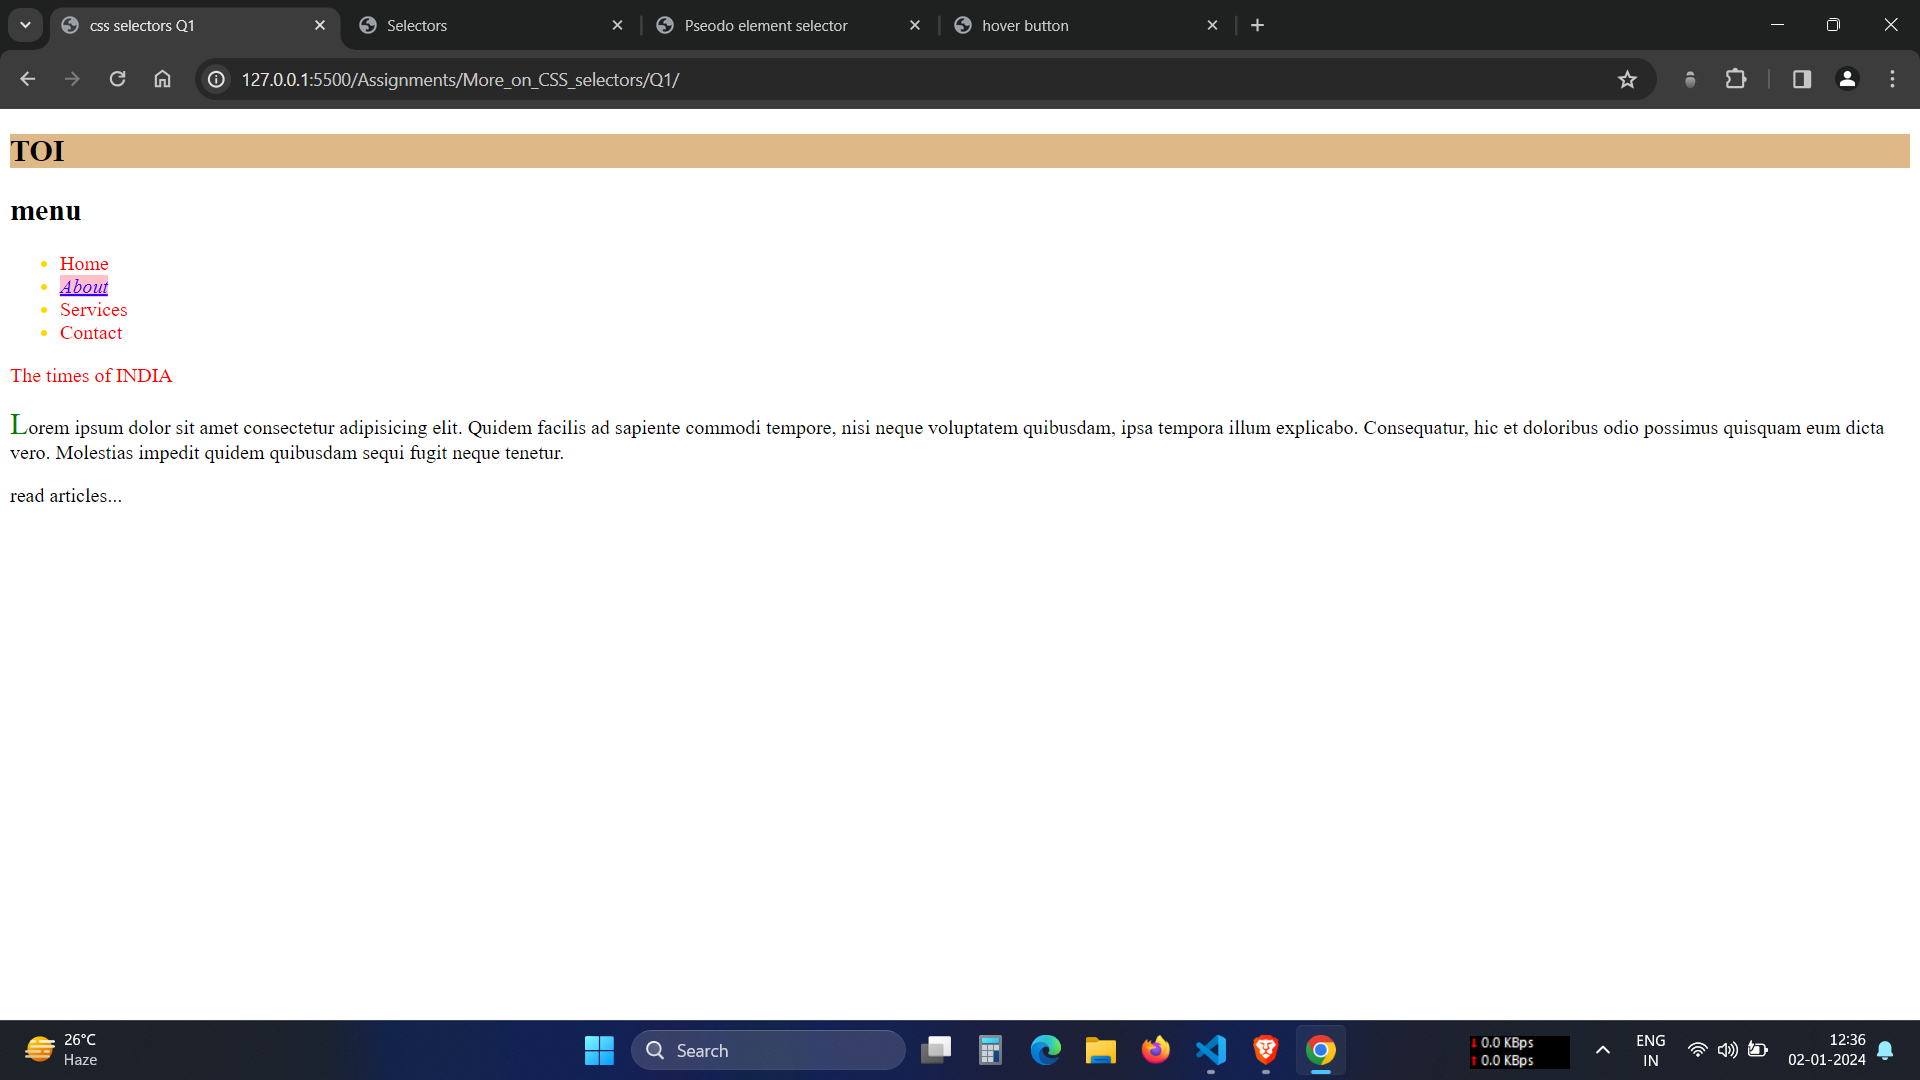 css selectors Q1
Selectors
Pseodo element selector
hover button
127.0.0.1:5500/Assignments/More_on_CSS_selectors/Q1/
TOI
menu
Home
About
Services
Contact
The times of INDIA
Lorem ipsum dolor sit amet consectetur adipisicing elit. Quidem facilis ad sapiente commodi tempore, nisi neque voluptatem quibusdam, ipsa tempora illum explicabo. Consequatur, hic et doloribus odio possimus quisquam eum dicta
vero. Molestias impedit quidem quibusdam sequi fugit neque tenetur.
read articles...
26°C
Haze
Search
0.0 KBps
0.0 KBps
ENG
IN
12:36
02-01-2024